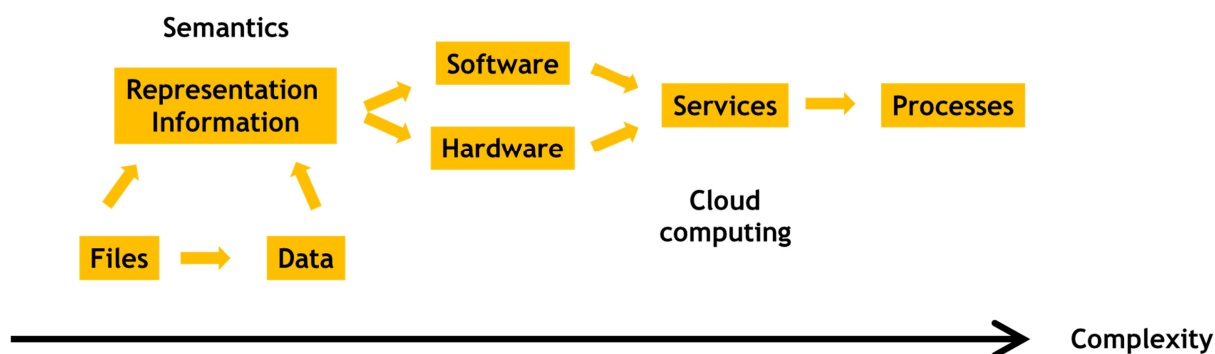 Semantics
Representation
Information
Software
Hardware
Services
Processes
Cloud
computing
Files
Data
Complexity